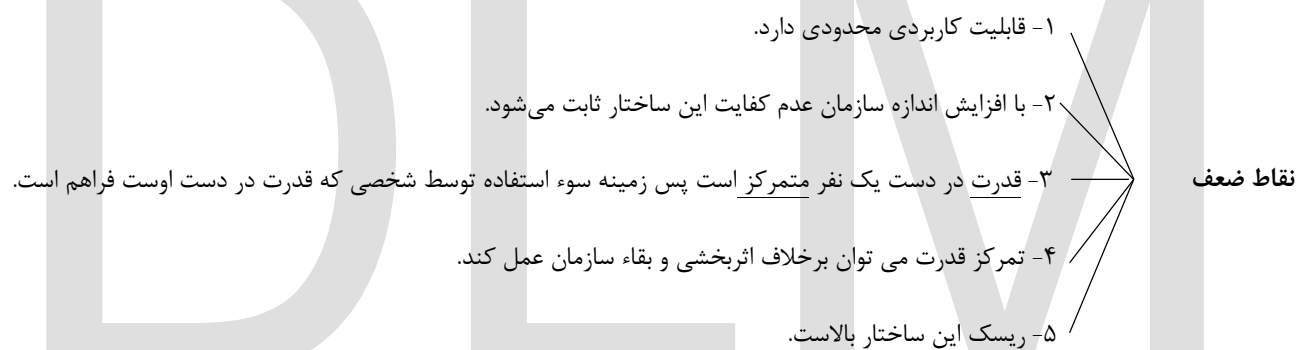 ۱- قابلیت کاربردی محدودی دارد.
۲- با افزایش اندازه سازمان عدم کفایت این ساختار ثابت می‌شود.
نقاط ضعف
۳- قدرت در دست یک نفر متمرکز است پس زمینه سوء استفاده توسط شخصی که قدرت در دست اوست فراهم است.
۴- تمرکز قدرت می توان برخلاف اثربخشی و بقاء سازمان عمل کند.
۵- ریسک این ساختار بالاست.
DLM